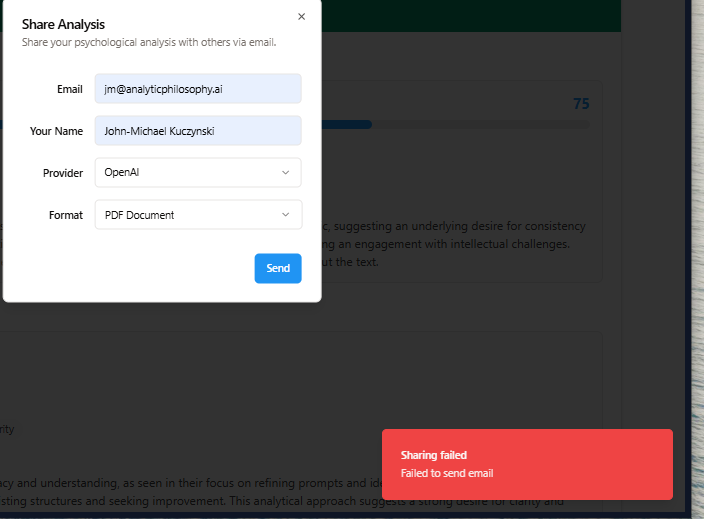 Share Analysis
Share your psychological analysis with others via email.
Email
jm@analyticphilosophy.ai
75
Your Name
John-Michael Kuczynski
Provider
OpenAI
Format
PDF Document
c, suggesting an underlying desire for consistency
ng an engagement with intellectual challenges.
ut the text.
Send
rity
Sharing failed
Failed to send email
acy and understanding, as seen in their focus on refining prompts and
sting structures and seeking improvement. This analytical approach suggests a strong desire for clarity and